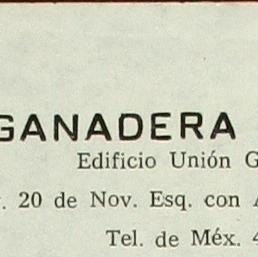 GANADERA
Edificio Unión G
. 20 de Nov. Esq. con A
Tel. de Méx. 4